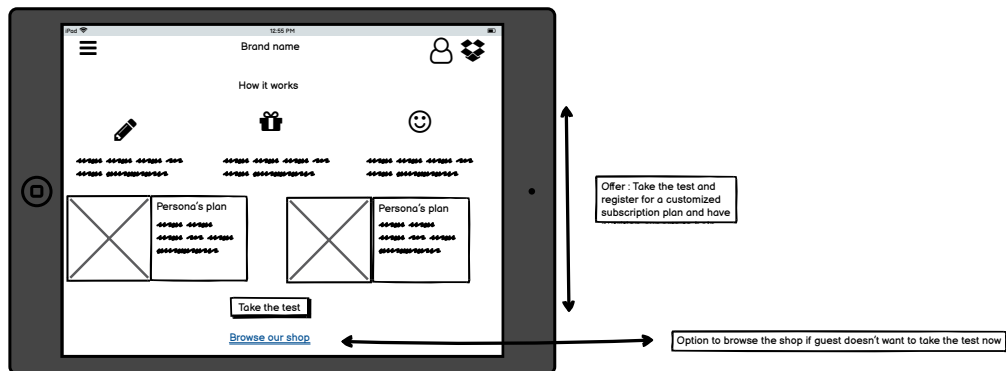 iPad
12:55 PM
Brand name
How it works
Persona's plan
Persona's plan
Take the test
Browse our shop
Offer : Take the test and
register for a customized
subscription plan and have
Option to browse the shop if guest doesn't want to take the test now